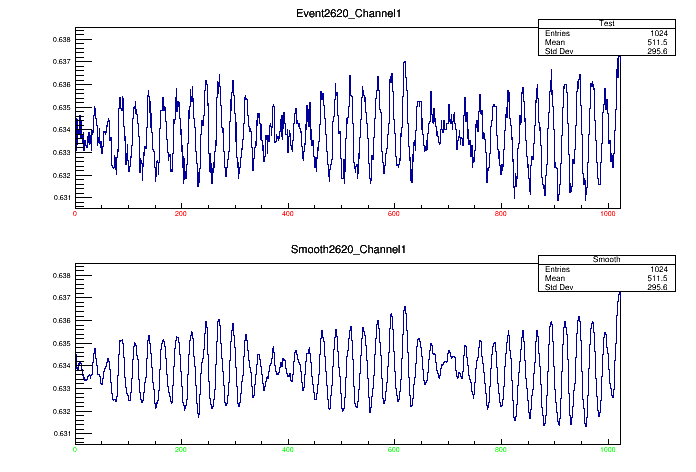 Event2620_Channel1
Test
Entries 1024
Mean 511.5
Std Dev 295.6
0.638
0.637
0.636
0.635
0.634
0.633
0.632
0.631
0 200 400 600 800 1000
Smooth2620_Channel1
Smooth
Entries 1024
Mean 511.5
Std Dev 295.6
0.638
0.637
0.636
0.635
0.634
0.633
0.632
0.631
0 200 400 600 800 1000